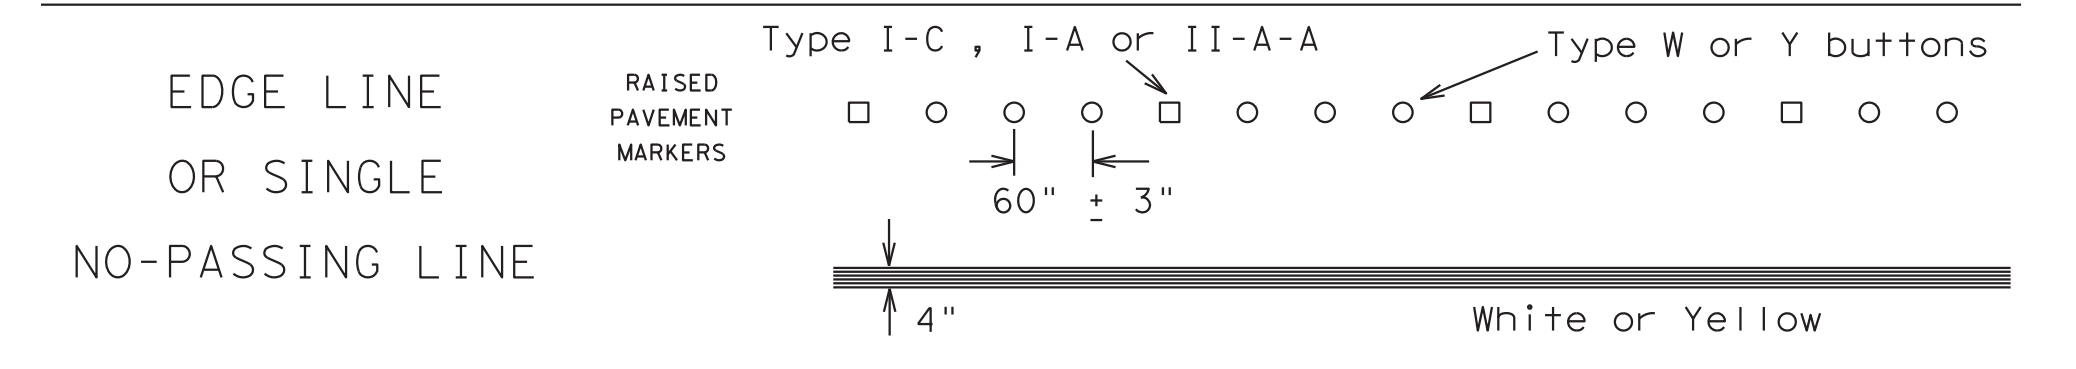 EDGE LINE
OR SINGLE
NO-PASSING LINE
RAISED
PAVEMENT
MARKERS
Type I-C , I-A or II-A-A
Type W or Y buttons
60" ± 3"
4"
White or Yellow